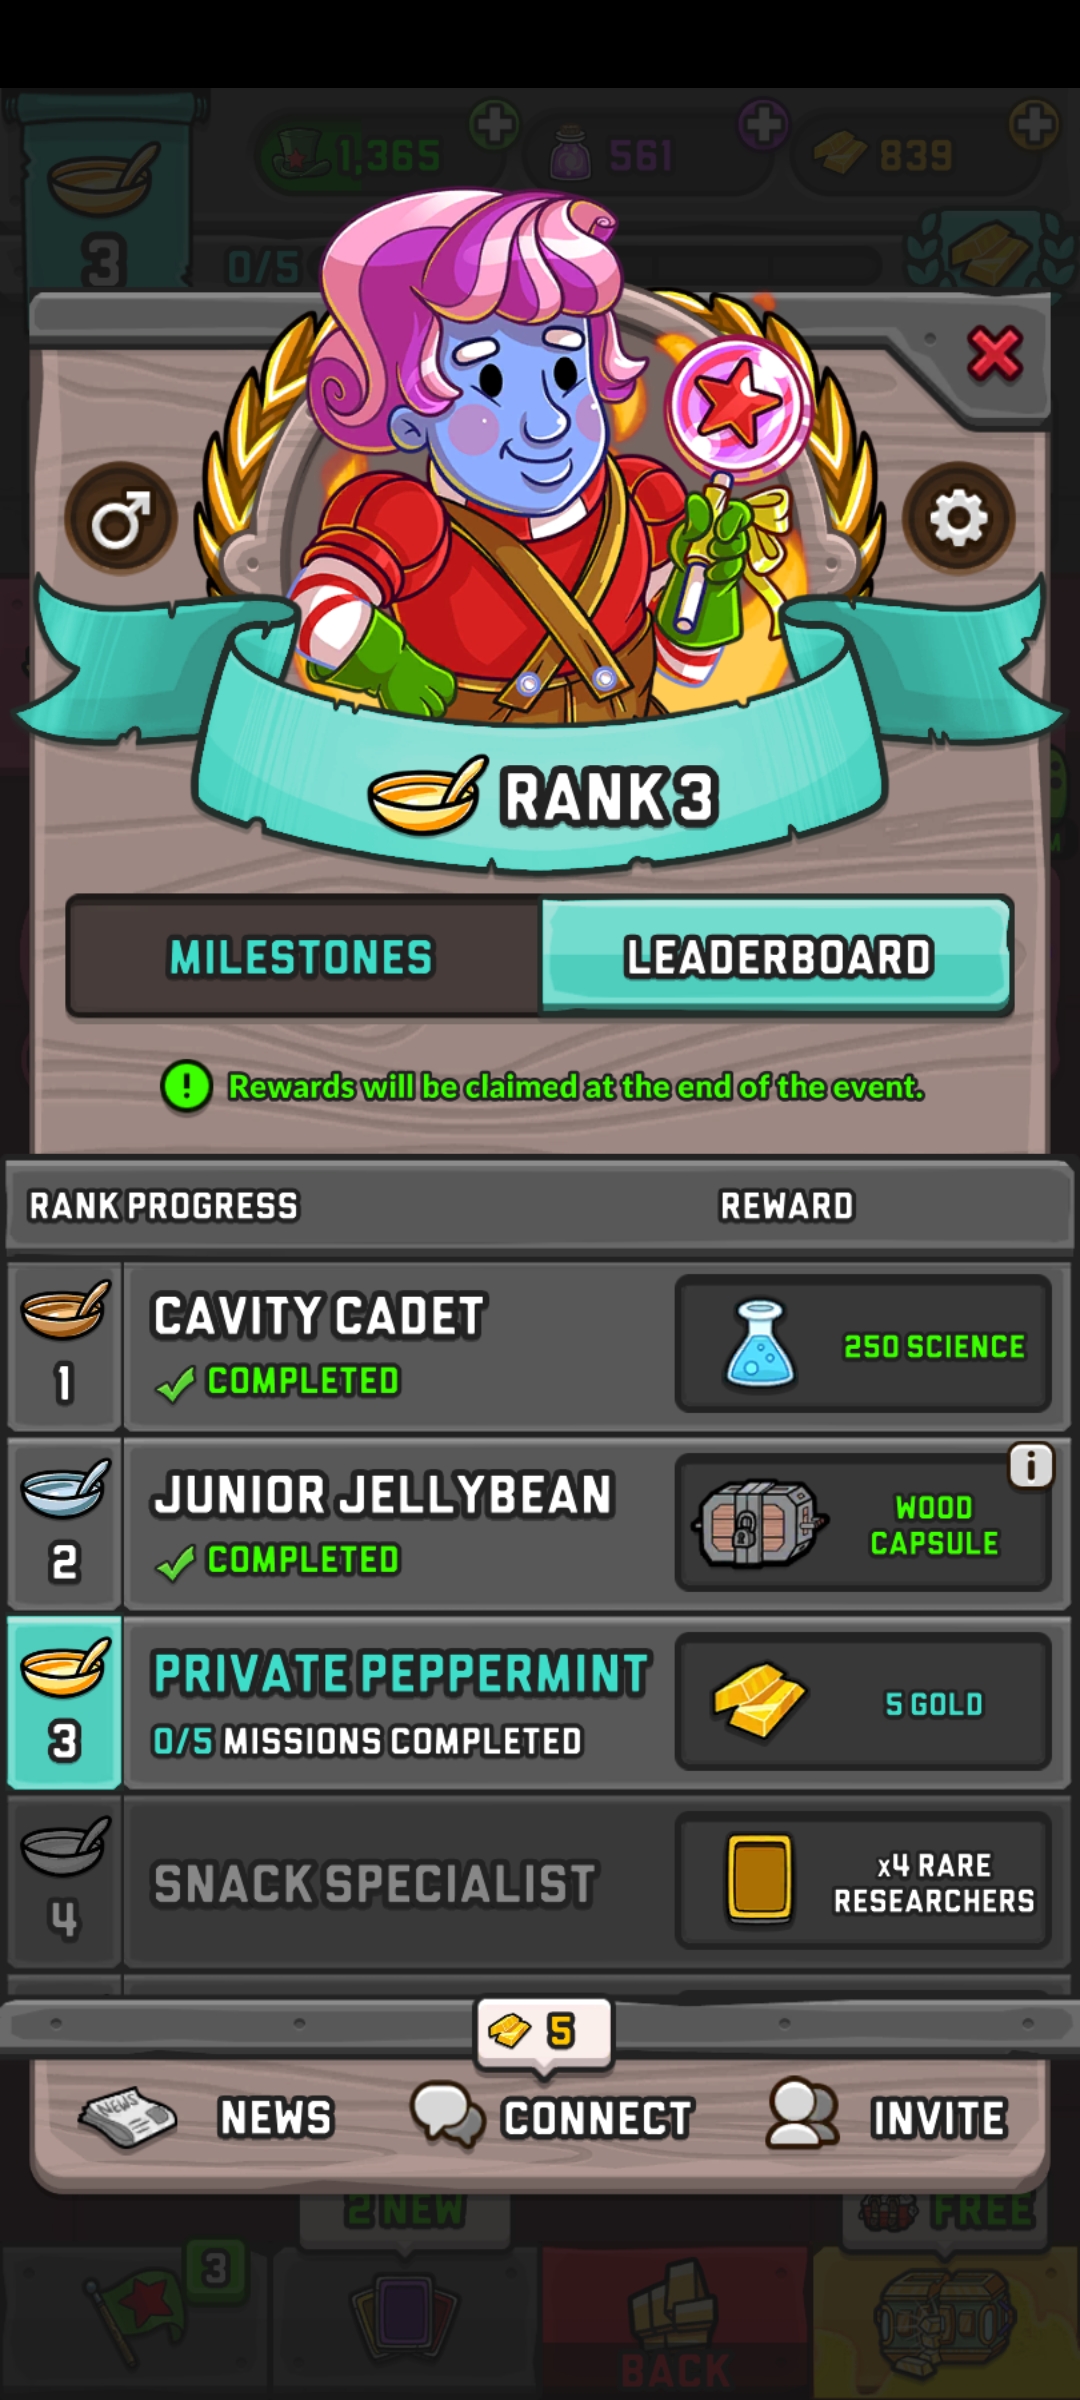 1,365
561
839
3
0/5
RANK 3
MILESTONES
LEADERBOARD
! Rewards will be claimed at the end of the event.
RANK PROGRESS
REWARD
1
CAVITY CADET
COMPLETED
250 SCIENCE
2
JUNIOR JELLYBEAN
COMPLETED
WOOD
CAPSULE
i
3
PRIVATE PEPPERMINT
0/5 MISSIONS COMPLETED
5 GOLD
4
SNACK SPECIALIST
x4 RARE
RESEARCHERS
5
NEWS
NEWS
CONNECT
INVITE
2 NEW
FREE
3
BACK